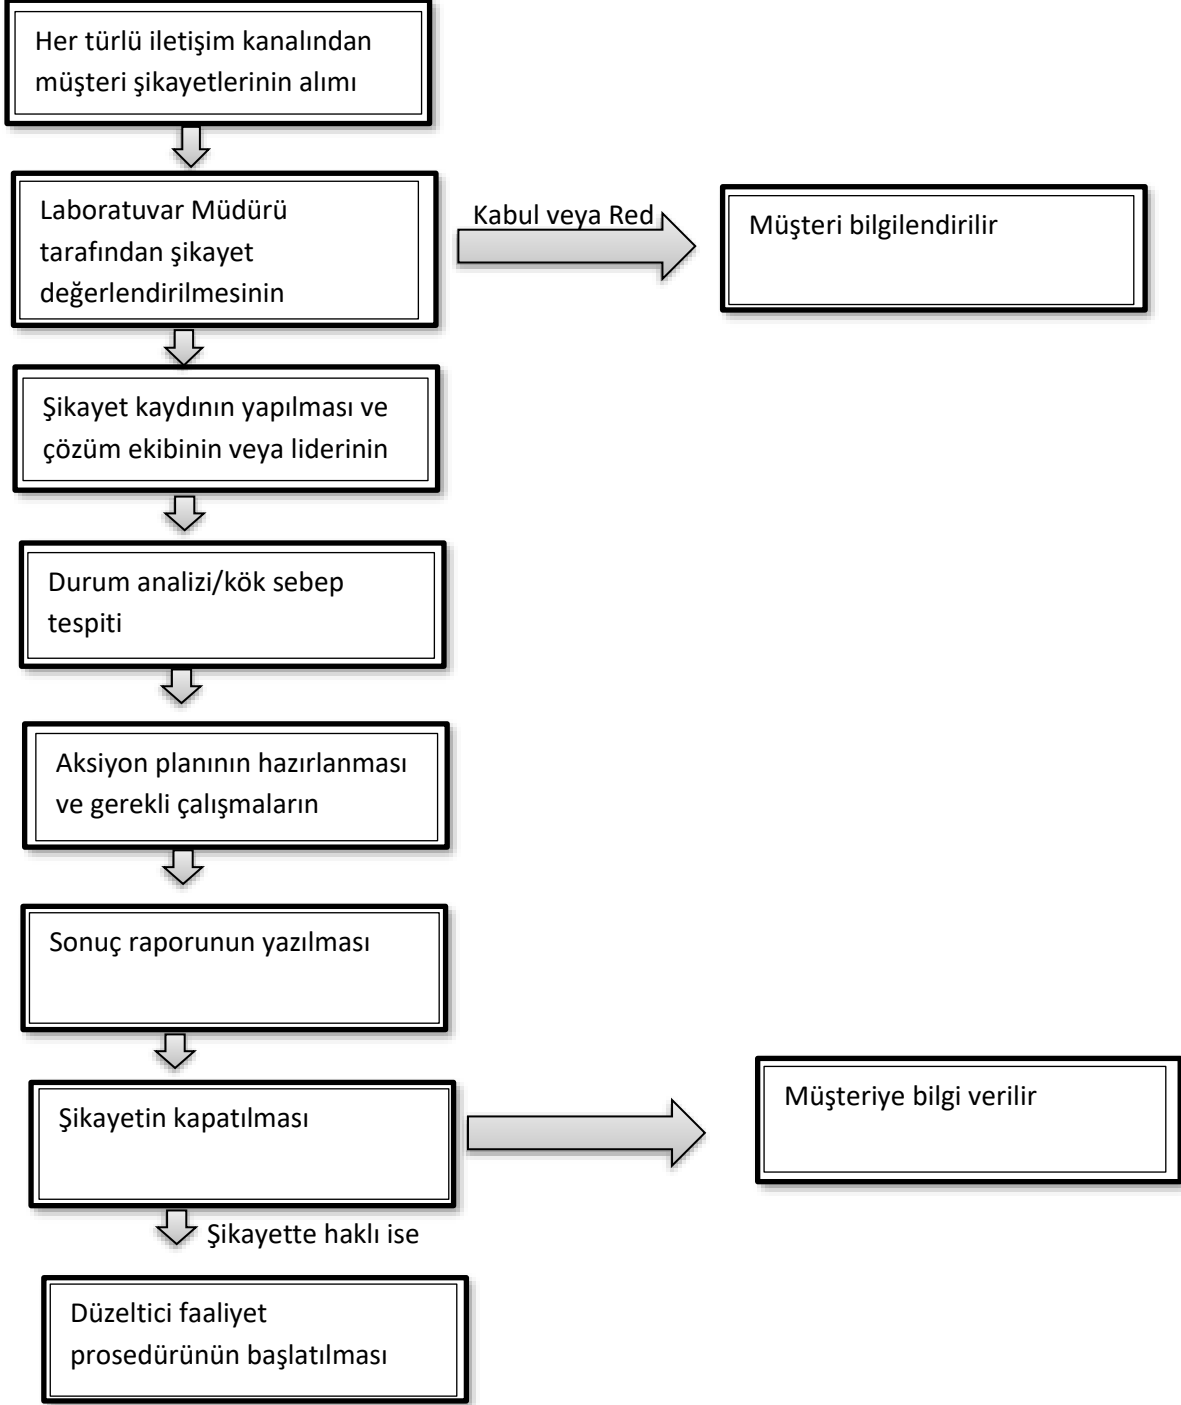 Her türlü iletişim kanalından
müşteri şikayetlerinin alımı
Laboratuvar Müdürü
tarafından şikayet
değerlendirilmesinin
Kabul veya Red
Müşteri bilgilendirilir
Şikayet kaydının yapılması ve
çözüm ekibinin veya liderinin
Durum analizi/kök sebep
tespiti
Aksiyon planının hazırlanması
ve gerekli çalışmaların
Sonuç raporunun yazılması
Şikayetin kapatılması
Müşteriye bilgi verilir
Şikayette haklı ise
Düzeltici faaliyet
prosedürünün başlatılması